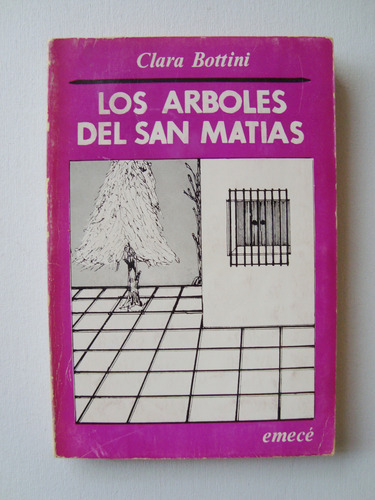 Clara Bottini
LOS ARBOLES
DEL SAN MATIAS
emecé